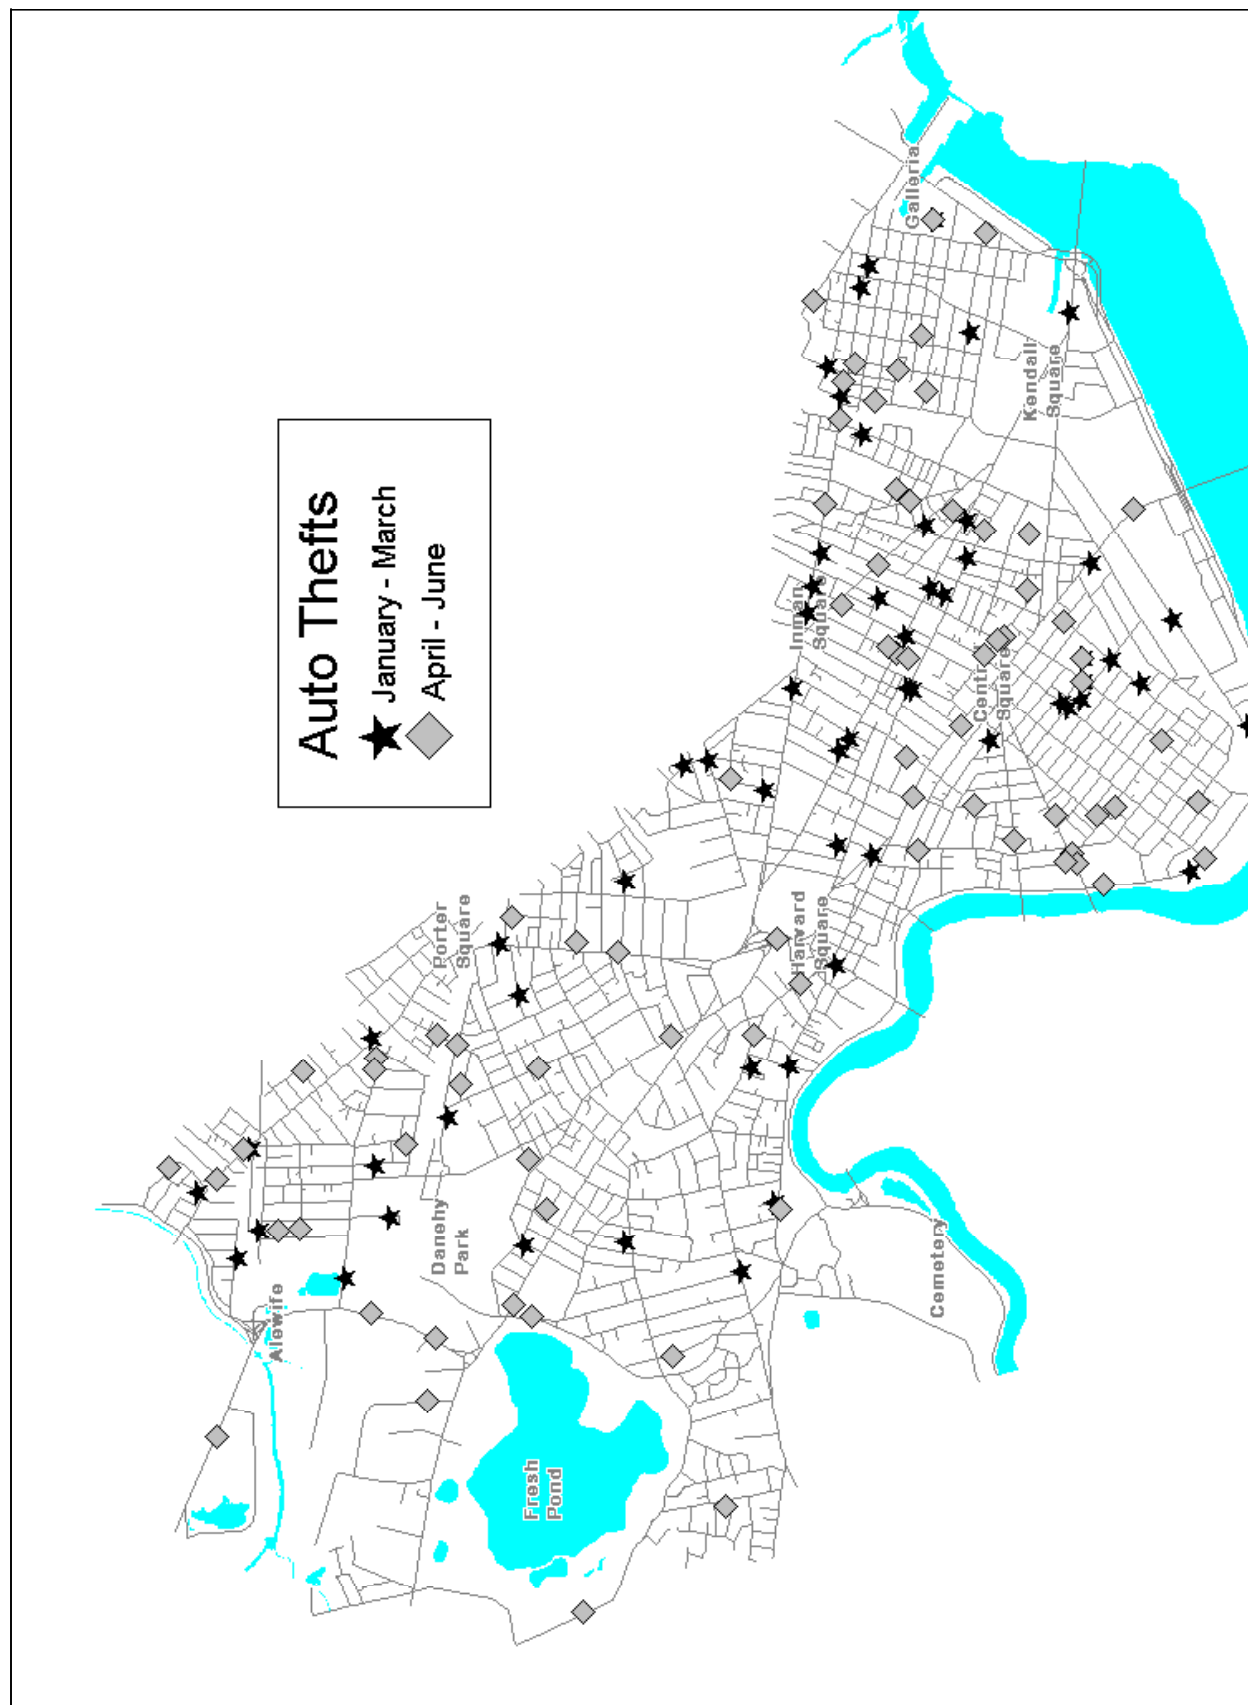 Auto Thefts
January - March
April - June
Alewife
Danehy
Park
Porter
Square
Fresh
Pond
Harvard
Square
Inman
Square
Central
Square
Kendall
Square
Galleria
Cemetery